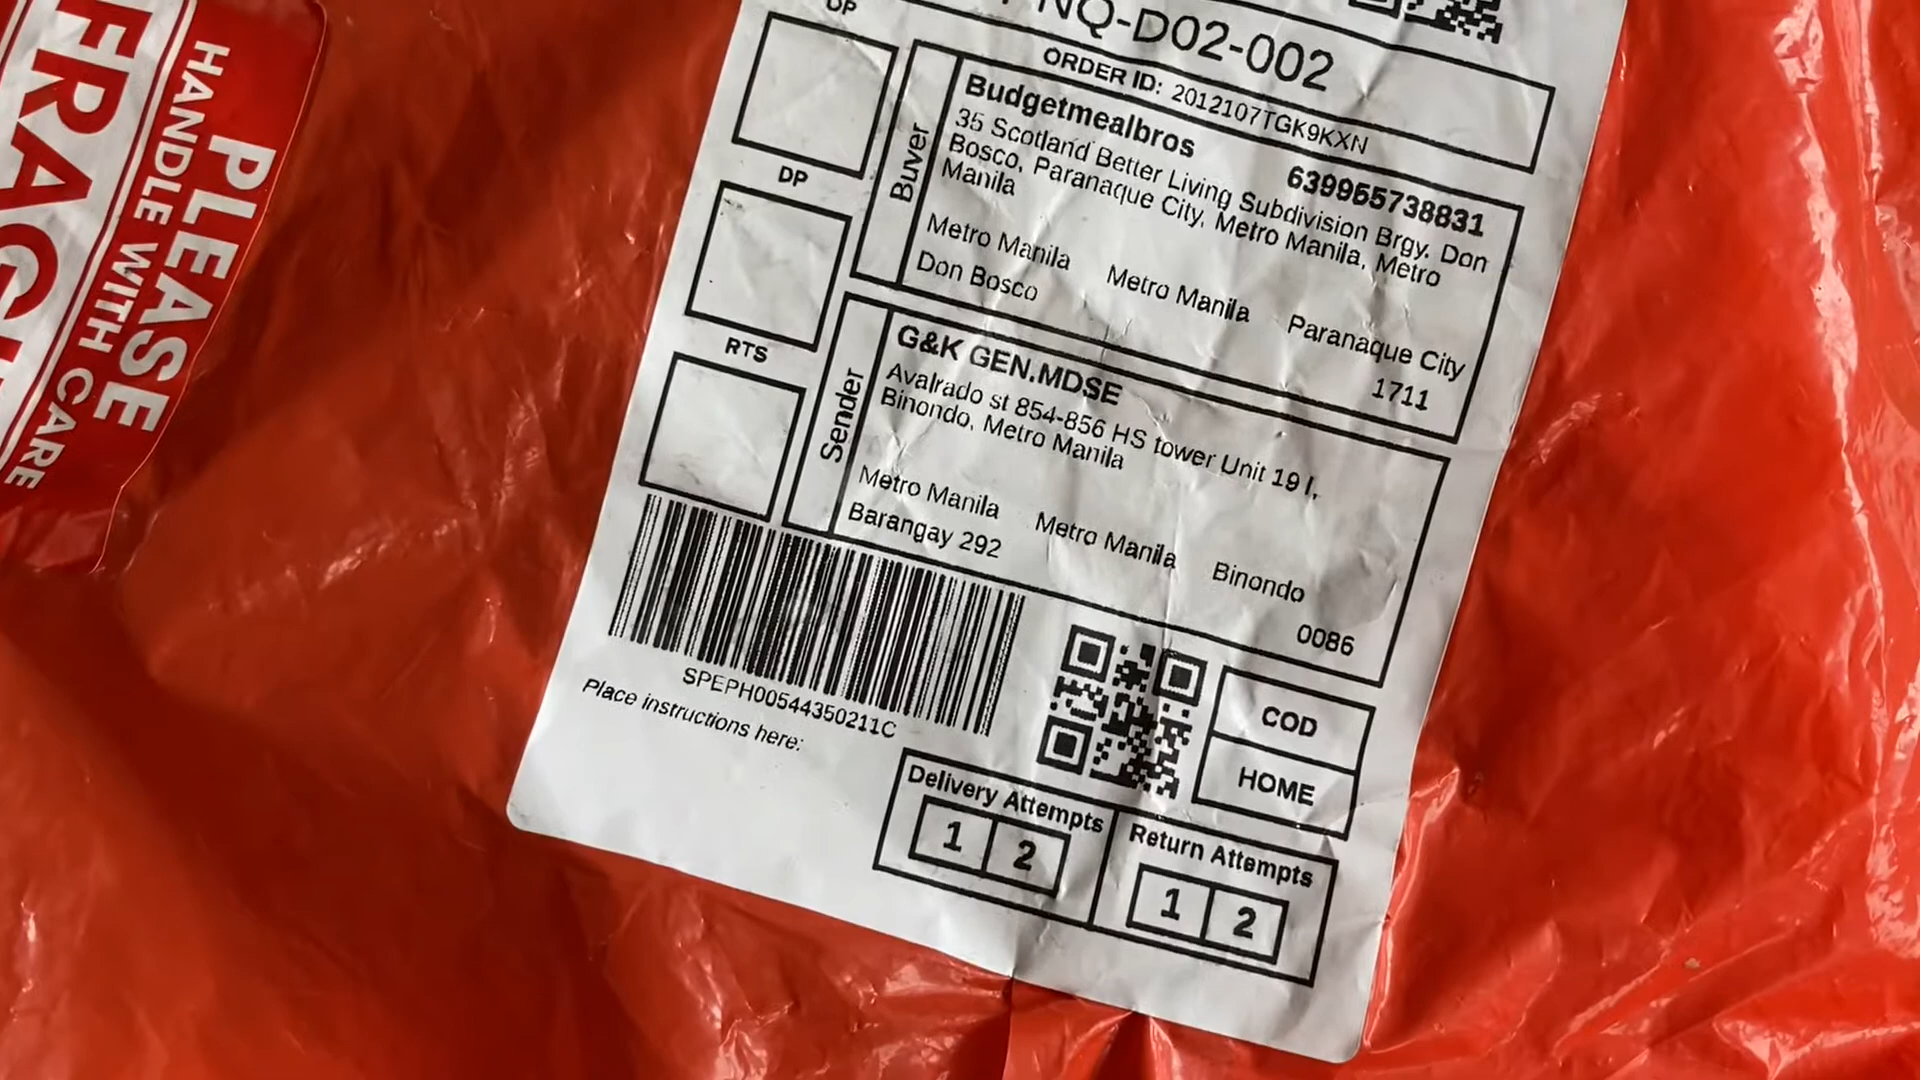 PLEASE
HANDLE WITH CARE
NQ-D02-002
ORDER ID: 2012107TGK9KXN
DP
RTS
Buyer
Budgetmealbros
639965738831
35 Scotland Better Living Subdivision Brgy. Don
Bosco, Paranaque City, Metro Manila, Metro
Manila
Metro Manila Metro Manila Paranaque City
Don Bosco 1711
Sender
G&K GEN.MDSE
Avalrado st 854-856 HS tower Unit 19 l,
Binondo, Metro Manila
Metro Manila Metro Manila Binondo
Barangay 292 0086
SPEPH00544350211C
Place instructions here:
COD
HOME
Delivery Attempts
1 2
Return Attempts
1 2